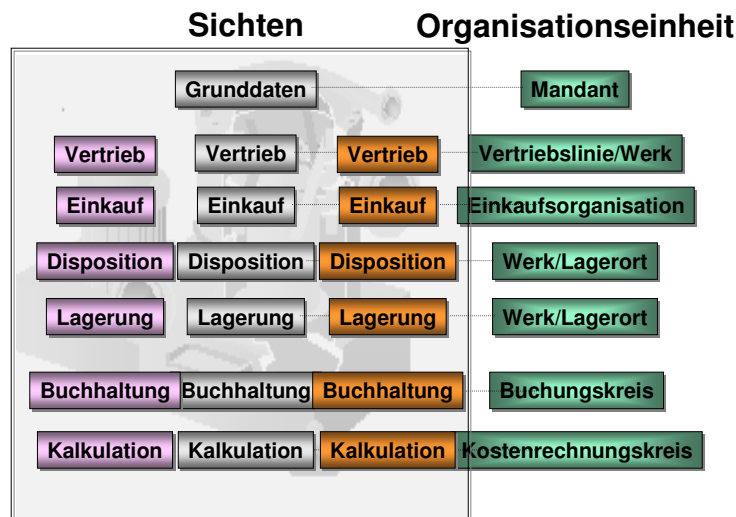 Sichten Organisationseinheit
Grunddaten Mandant
Vertrieb Vertrieb Vertrieb Vertriebslinie/Werk
Einkauf Einkauf Einkauf Einkaufsorganisation
Disposition Disposition Disposition Werk/Lagerort
Lagerung Lagerung Lagerung Werk/Lagerort
Buchhaltung Buchhaltung Buchhaltung Buchungskreis
Kalkulation Kalkulation Kalkulation Kostenrechnungskreis